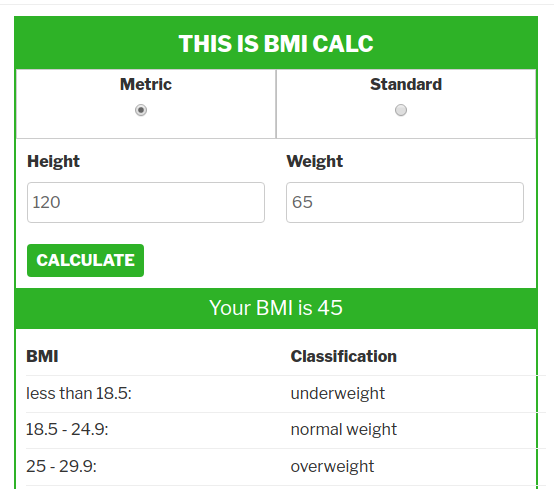 THIS IS BMI CALC
Metric Standard
Height Weight
120 65
CALCULATE
Your BMI is 45
BMI Classification
less than 18.5: underweight
18.5 - 24.9: normal weight
25 - 29.9: overweight